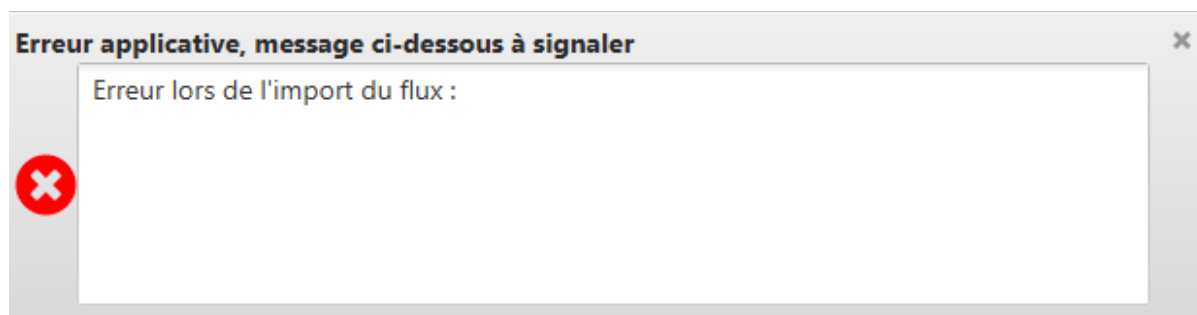 Erreur applicative, message ci-dessous à signaler
Erreur lors de l'import du flux :